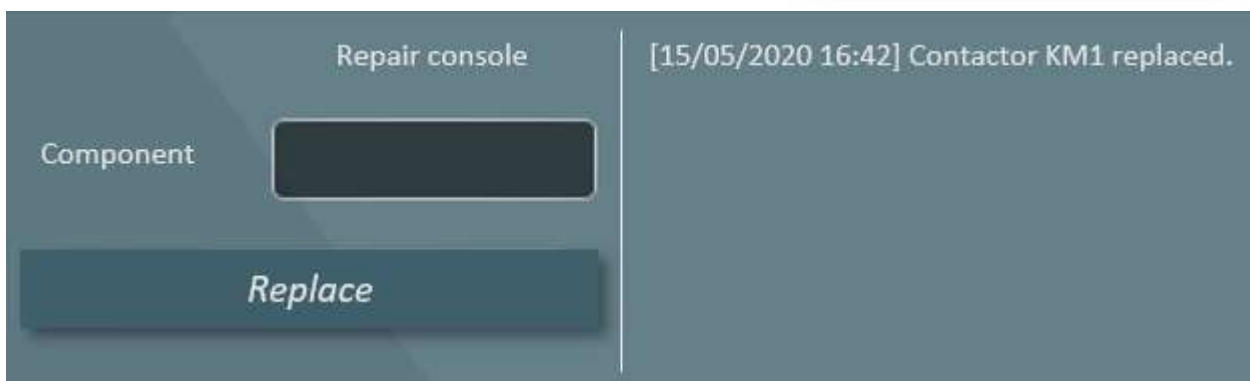 Repair console
Component
Replace
[15/05/2020 16:42] Contactor KM1 replaced.